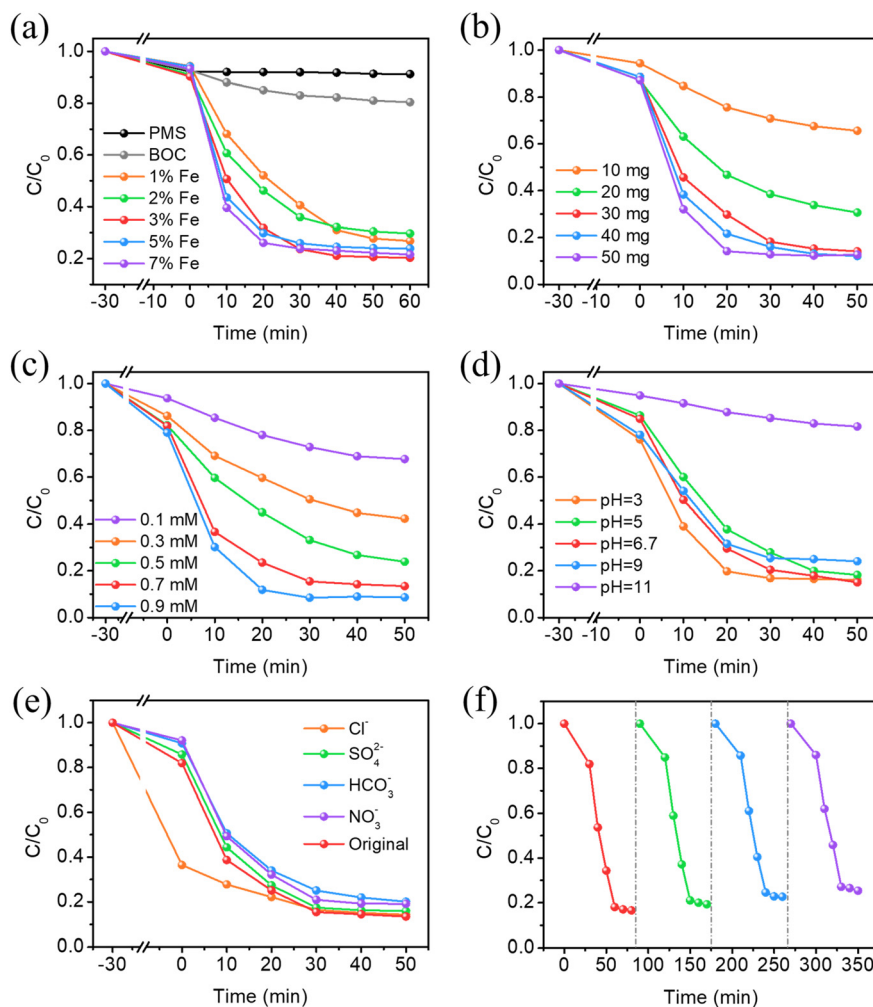 (a)
C/C₀
1.0
0.8
0.6
0.4
0.2
PMS
BOC
1% Fe
2% Fe
3% Fe
5% Fe
7% Fe
-30 -10 0 10 20 30 40 50 60
Time (min)
(b)
C/C₀
1.0
0.8
0.6
0.4
0.2
0.0
10 mg
20 mg
30 mg
40 mg
50 mg
-30 -10 0 10 20 30 40 50
Time (min)
(c)
C/C₀
1.0
0.8
0.6
0.4
0.2
0.0
0.1 mM
0.3 mM
0.5 mM
0.7 mM
0.9 mM
-30 0 10 20 30 40 50
Time (min)
(d)
C/C₀
1.0
0.8
0.6
0.4
0.2
0.0
pH=3
pH=5
pH=6.7
pH=9
pH=11
-30 -10 0 10 20 30 40 50
Time (min)
(e)
C/C₀
1.0
0.8
0.6
0.4
0.2
0.0
Cl⁻
SO₄²⁻
HCO₃⁻
NO₃⁻
Original
-30 0 10 20 30 40 50
Time (min)
(f)
C/C₀
1.0
0.8
0.6
0.4
0.2
0.0
0 50 100 150 200 250 300 350
Time (min)